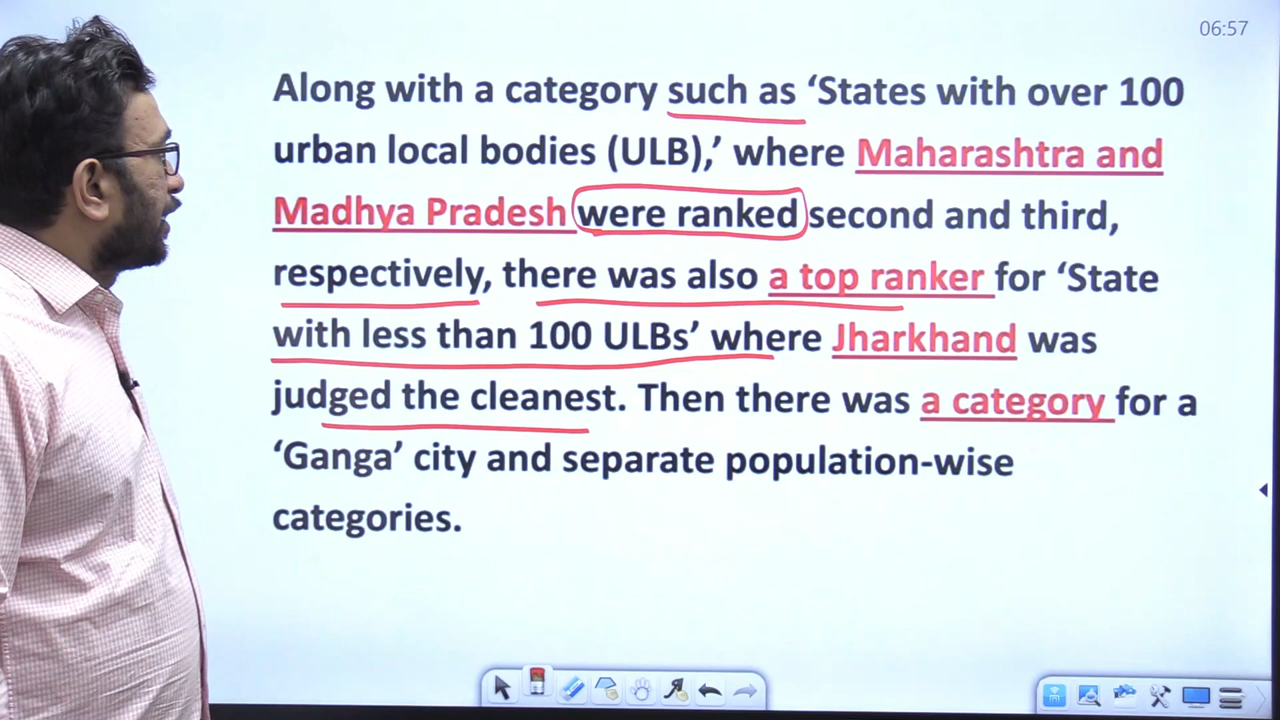 06:57
Along with a category such as ‘States with over 100
urban local bodies (ULB),’ where Maharashtra and
Madhya Pradesh were ranked second and third,
respectively, there was also a top ranker for ‘State
with less than 100 ULBs’ where Jharkhand was
judged the cleanest. Then there was a category for a
‘Ganga’ city and separate population-wise
categories.